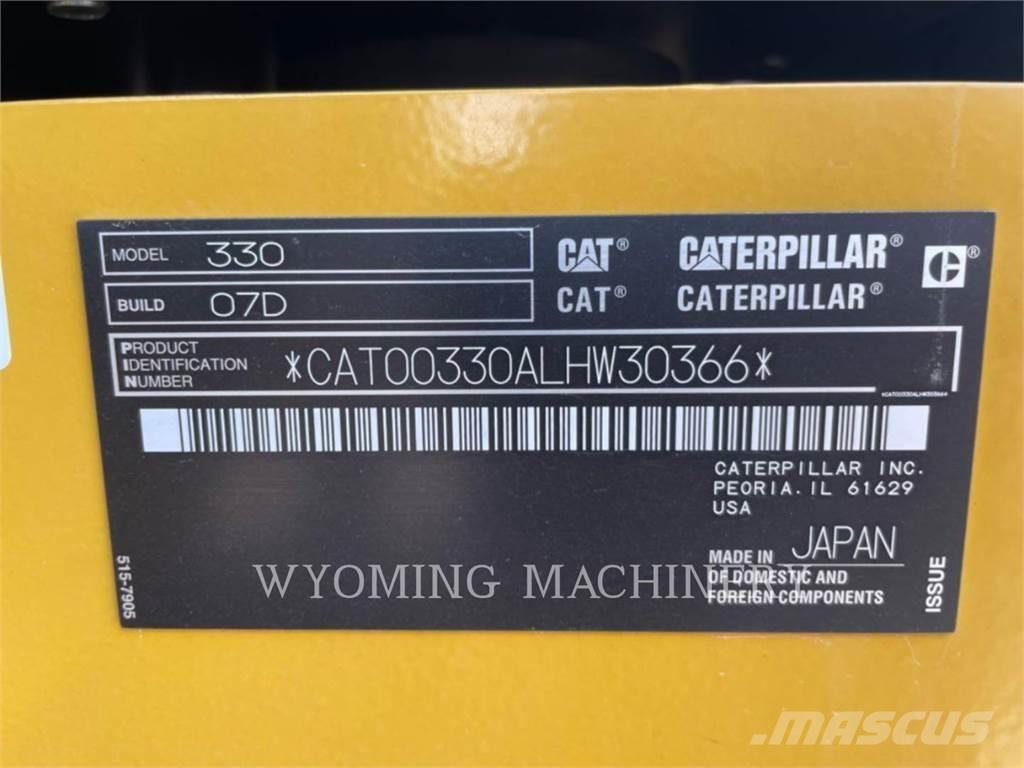 MODEL 330
BUILD 07D
CAT® CATERPILLAR® C®
CAT® CATERPILLAR®
PRODUCT
IDENTIFICATION
NUMBER
*CAT00330ALHW30366*
*CAT00330ALHW30366*
CATERPILLAR INC.
PEORIA. IL 61629
USA
MADE IN JAPAN
OF DOMESTIC AND
FOREIGN COMPONENTS
515-7905
ISSUE
WYOMING MACHINERY
MASCUS